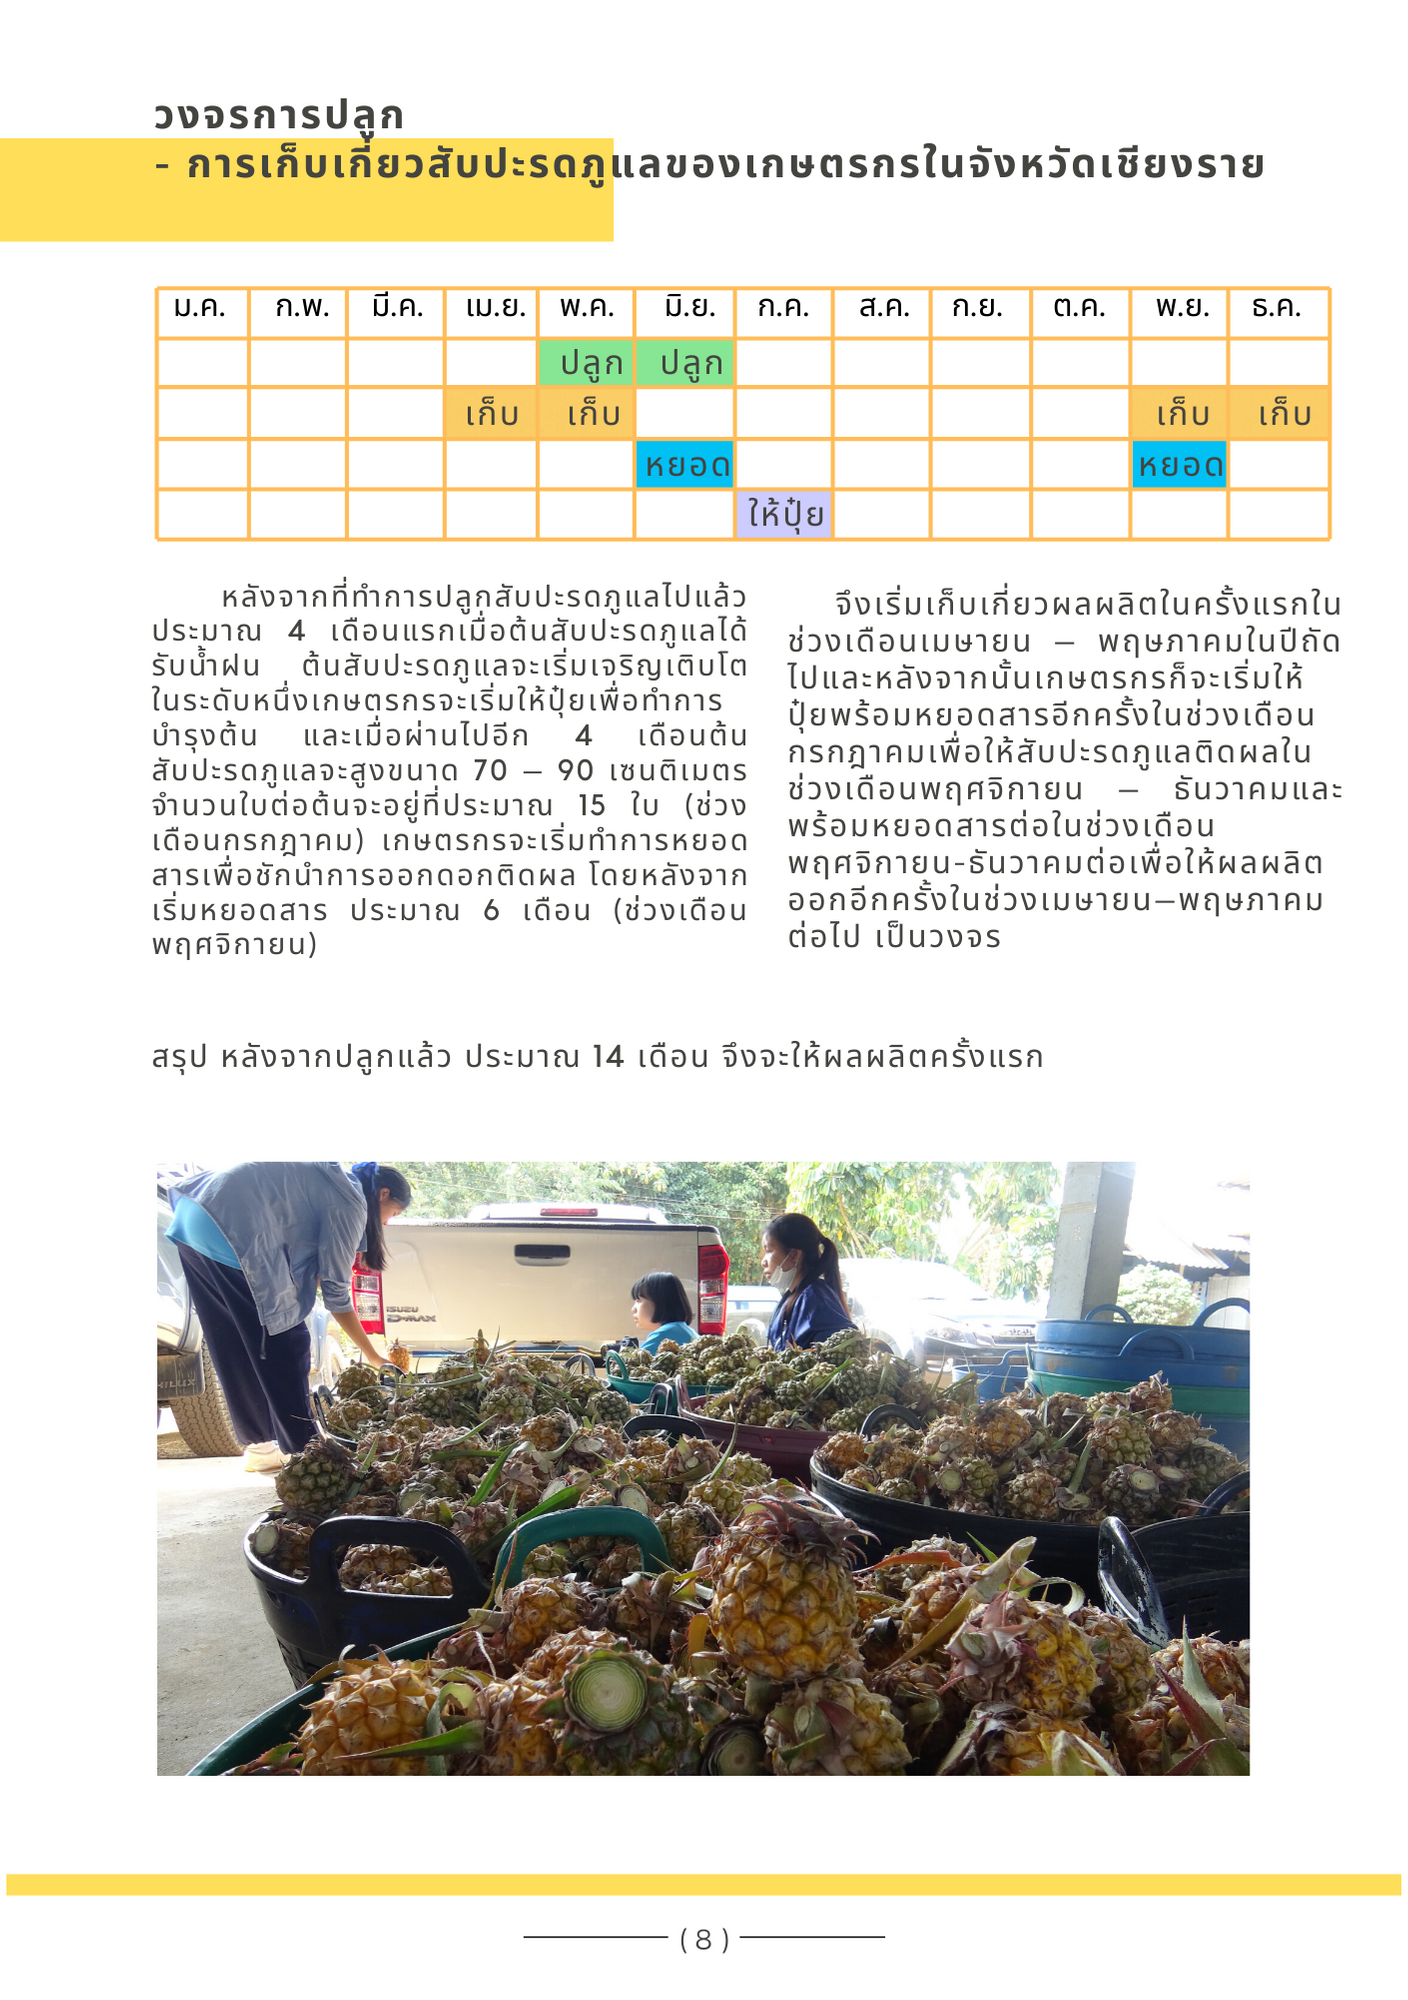 วงจรการปลูก
- การเก็บเกี่ยวสับปะรดภูแลของเกษตรกรในจังหวัดเชียงราย
ม.ค. ก.พ. มี.ค. เม.ย. พ.ค. มิ.ย. ก.ค. ส.ค. ก.ย. ต.ค. พ.ย. ธ.ค.
ปลูก ปลูก
เก็บ เก็บ เก็บ เก็บ
หยอด หยอด
ให้ปุ๋ย
หลังจากที่ทำการปลูกสับปะรดภูแลไปแล้ว
ประมาณ 4 เดือนแรกเมื่อต้นสับปะรดภูแลได้
รับน้ำฝน ต้นสับปะรดภูแลจะเริ่มเจริญเติบโต
ในระดับหนึ่งเกษตรกรจะเริ่มให้ปุ๋ยเพื่อทำการ
บำรุงต้น และเมื่อผ่านไปอีก 4 เดือนต้น
สับปะรดภูแลจะสูงขนาด 70 – 90 เซนติเมตร
จำนวนใบต่อต้นจะอยู่ที่ประมาณ 15 ใบ (ช่วง
เดือนกรกฎาคม) เกษตรกรจะเริ่มทำการหยอด
สารเพื่อชักนำการออกดอกติดผล โดยหลังจาก
เริ่มหยอดสาร ประมาณ 6 เดือน (ช่วงเดือน
พฤศจิกายน)
จึงเริ่มเก็บเกี่ยวผลผลิตในครั้งแรกใน
ช่วงเดือนเมษายน – พฤษภาคมในปีถัด
ไปและหลังจากนั้นเกษตรกรก็จะเริ่มให้
ปุ๋ยพร้อมหยอดสารอีกครั้งในช่วงเดือน
กรกฎาคมเพื่อให้สับปะรดภูแลติดผลใน
ช่วงเดือนพฤศจิกายน – ธันวาคมและ
พร้อมหยอดสารต่อในช่วงเดือน
พฤศจิกายน-ธันวาคมต่อเพื่อให้ผลผลิต
ออกอีกครั้งในช่วงเมษายน–พฤษภาคม
ต่อไป เป็นวงจร
สรุป หลังจากปลูกแล้ว ประมาณ 14 เดือน จึงจะให้ผลผลิตครั้งแรก
ISUZU
D-MAX
HILUX
( 8 )